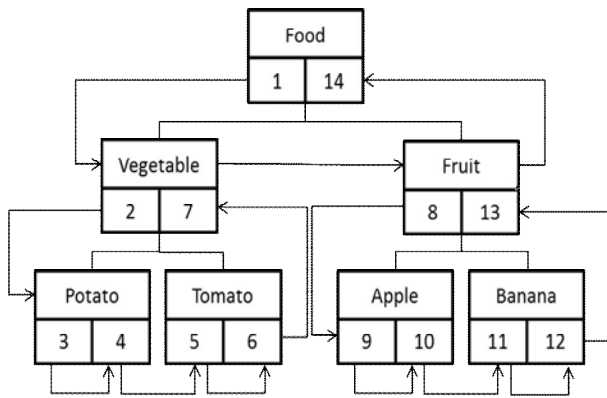 Food
1 14
Vegetable
2 7
Fruit
8 13
Potato
3 4
Tomato
5 6
Apple
9 10
Banana
11 12